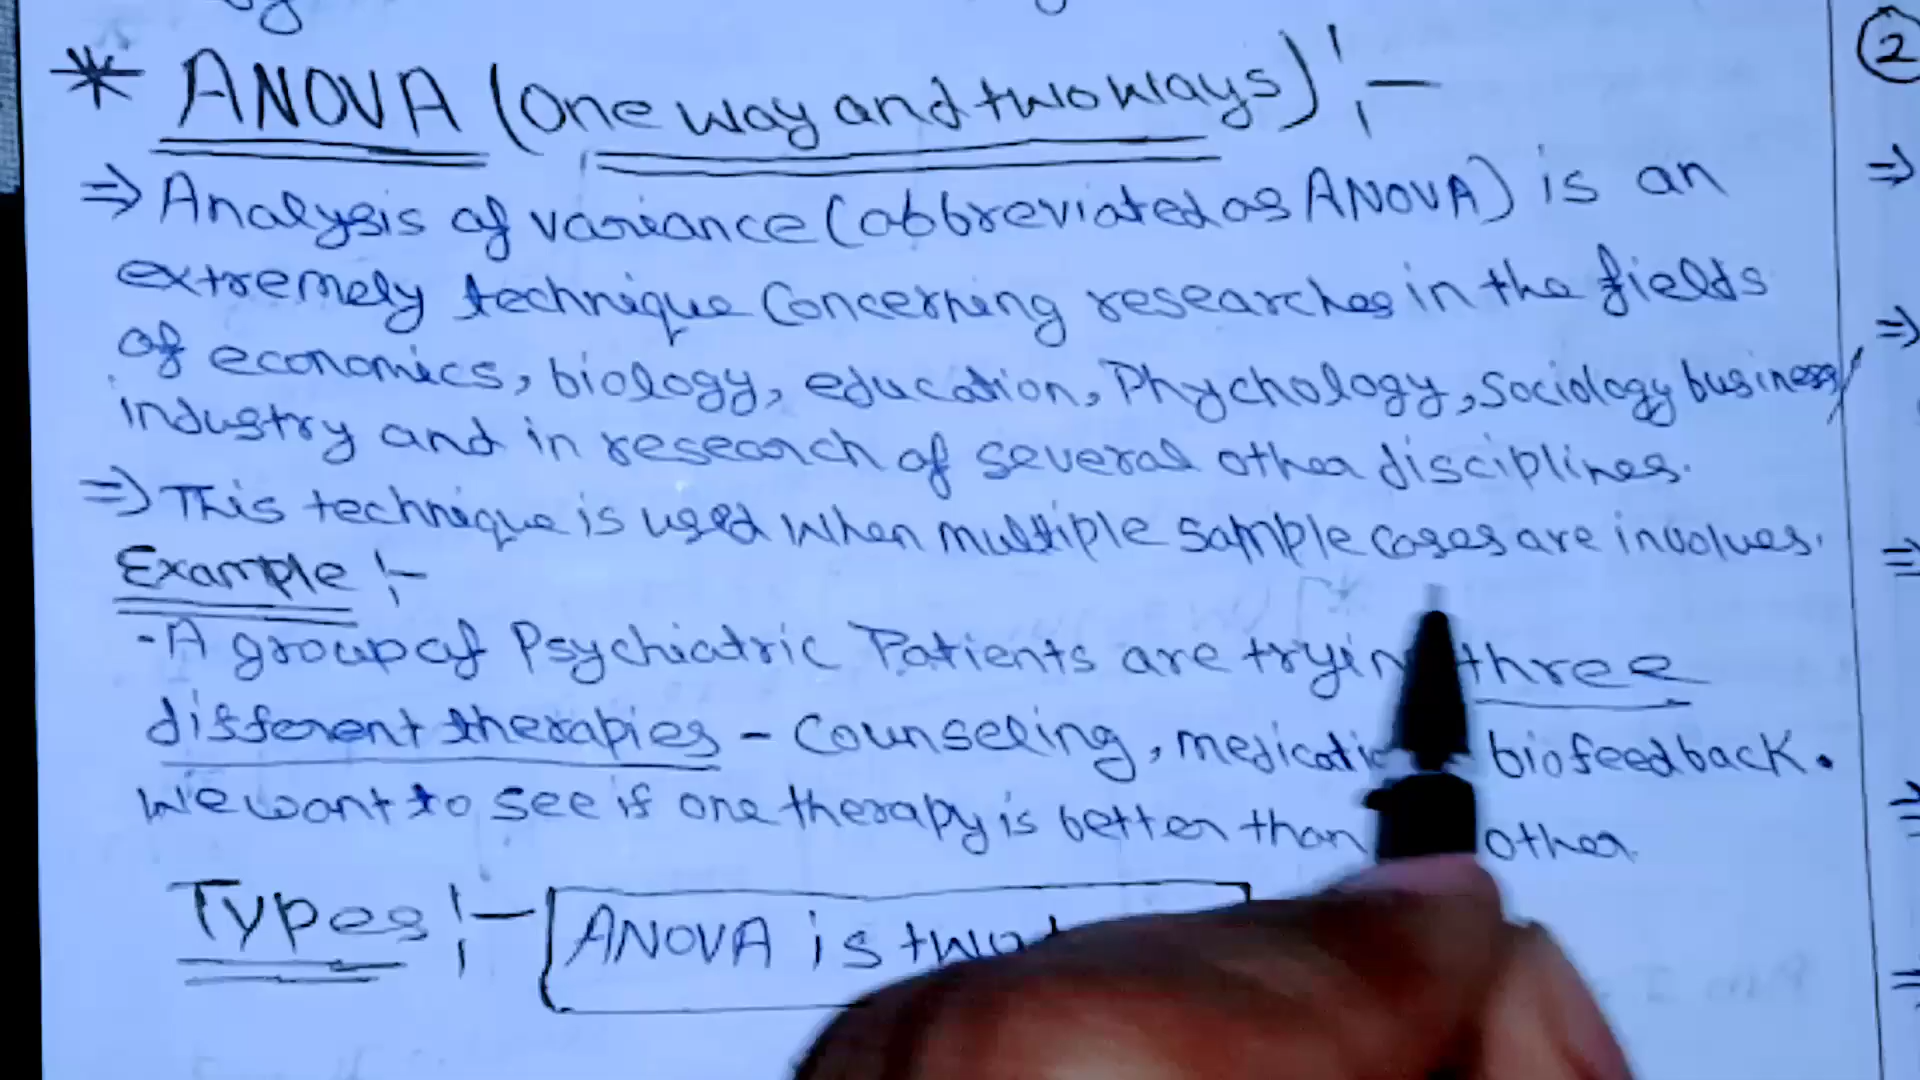 * ANOVA (one way and two ways) :-
⇒ Analysis of variance (abbreviated as ANOVA) is an
extremely technique Concerning researches in the fields
of economics, biology, education, Phychology, Sociology business/
industry and in research of several other disciplines.
⇒ This technique is used when multiple sample cases are involves.
Example :-
- A group of Psychiatric Patients are tryin three
different therapies - Counseling, medicatio biofeedback.
We want to see if one therapy is better than other.
Types :- ANOVA is two
2